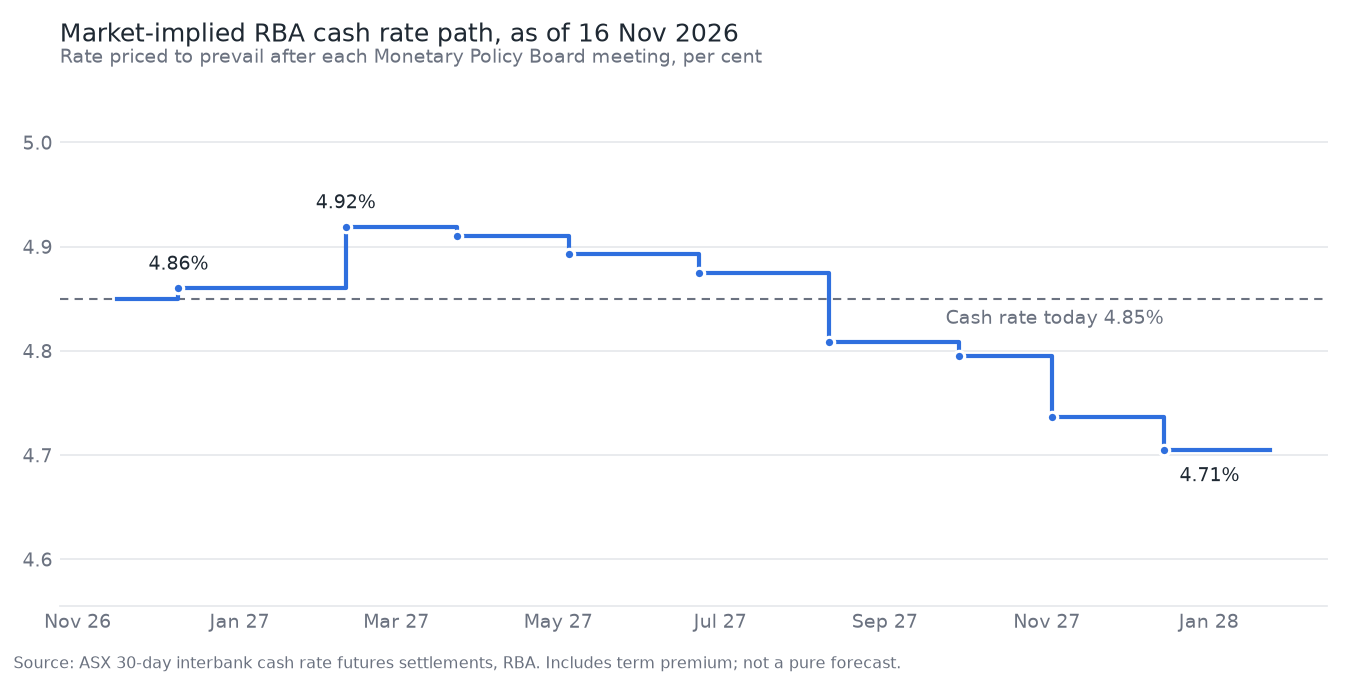 Market-implied RBA cash rate path, as of 16 Nov 2026
Rate priced to prevail after each Monetary Policy Board meeting, per cent
5.0
4.92%
4.9
4.86%
Cash rate today 4.85%
4.8
4.7
4.71%
4.6
Nov 26 Jan 27 Mar 27 May 27 Jul 27 Sep 27 Nov 27 Jan 28
Source: ASX 30-day interbank cash rate futures settlements, RBA. Includes term premium; not a pure forecast.